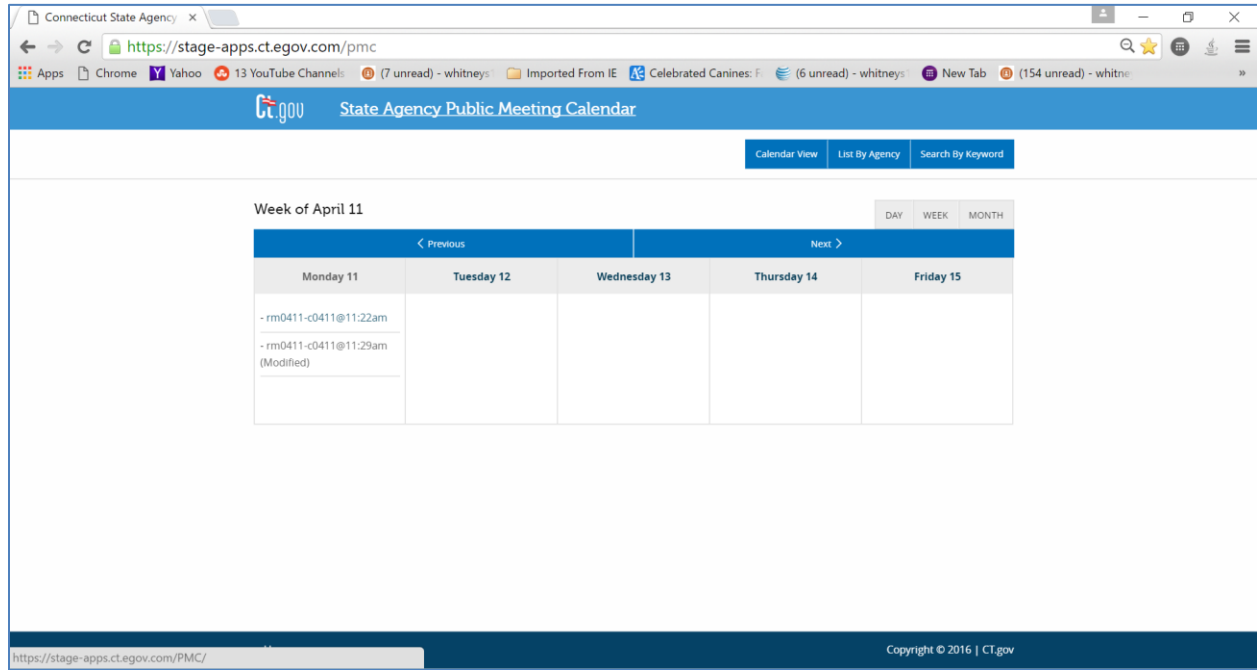 Connecticut State Agency
https://stage-apps.ct.egov.com/pmc
Apps Chrome Yahoo 13 YouTube Channels (7 unread) - whitneys Imported From IE Celebrated Canines: F (6 unread) - whitneys New Tab (154 unread) - whitne
Ct.gov State Agency Public Meeting Calendar
Calendar View List By Agency Search By Keyword
Week of April 11
DAY WEEK MONTH
Previous Next
Monday 11 Tuesday 12 Wednesday 13 Thursday 14 Friday 15
- rm0411-c0411@11:22am
- rm0411-c0411@11:29am
(Modified)
Copyright © 2016 | CT.gov
https://stage-apps.ct.egov.com/PMC/